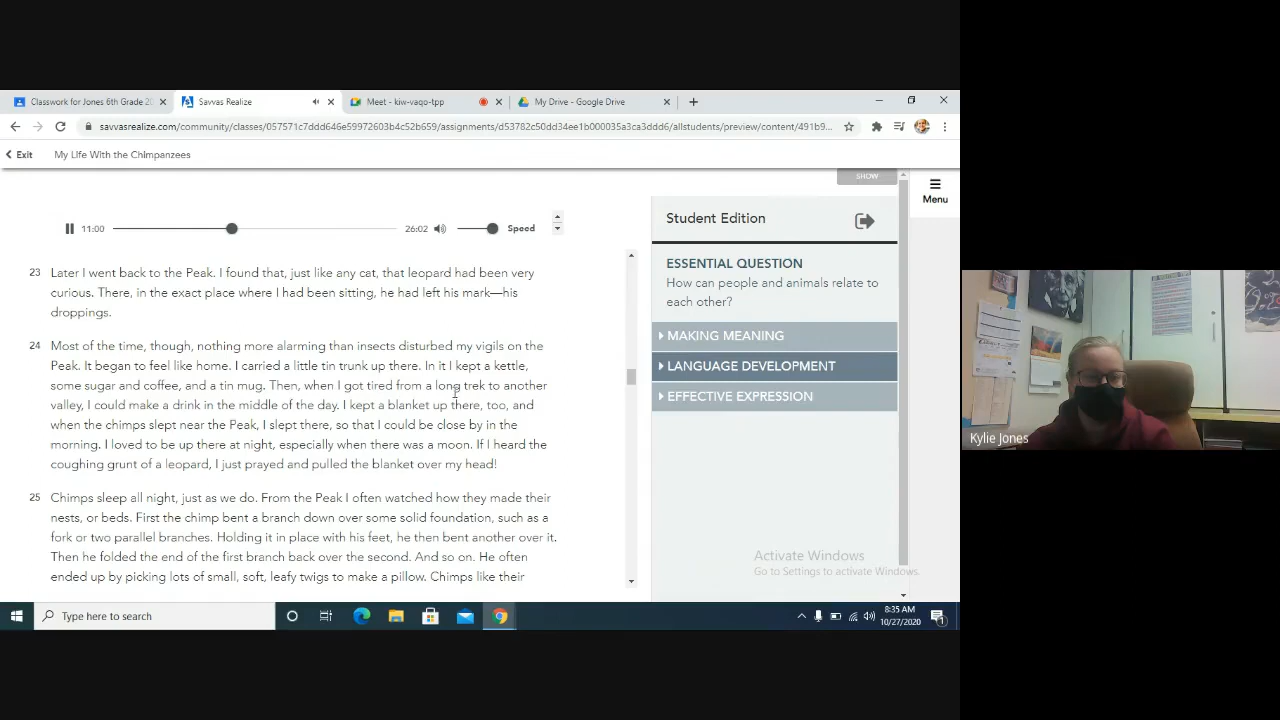 Classwork for Jones 6th Grade 2
Savvas Realize
Meet - kiw-vaqo-tpp
My Drive - Google Drive
savvasrealize.com/community/classes/057571c7ddd646e59972603b4c52b659/assignments/d53782c50dd34ee1b000035a3ca3ddd6/allstudents/preview/content/491b9...
Exit
My Life With the Chimpanzees
SHOW
Menu
11:00
26:02
Speed
23 Later I went back to the Peak. I found that, just like any cat, that leopard had been very
curious. There, in the exact place where I had been sitting, he had left his mark—his
droppings.
24 Most of the time, though, nothing more alarming than insects disturbed my vigils on the
Peak. It began to feel like home. I carried a little tin trunk up there. In it I kept a kettle,
some sugar and coffee, and a tin mug. Then, when I got tired from a long trek to another
valley, I could make a drink in the middle of the day. I kept a blanket up there, too, and
when the chimps slept near the Peak, I slept there, so that I could be close by in the
morning. I loved to be up there at night, especially when there was a moon. If I heard the
coughing grunt of a leopard, I just prayed and pulled the blanket over my head!
25 Chimps sleep all night, just as we do. From the Peak I often watched how they made their
nests, or beds. First the chimp bent a branch down over some solid foundation, such as a
fork or two parallel branches. Holding it in place with his feet, he then bent another over it.
Then he folded the end of the first branch back over the second. And so on. He often
ended up by picking lots of small, soft, leafy twigs to make a pillow. Chimps like their
Student Edition
ESSENTIAL QUESTION
How can people and animals relate to
each other?
MAKING MEANING
LANGUAGE DEVELOPMENT
EFFECTIVE EXPRESSION
Activate Windows
Go to Settings to activate Windows.
Kylie Jones
Type here to search
8:35 AM
10/27/2020